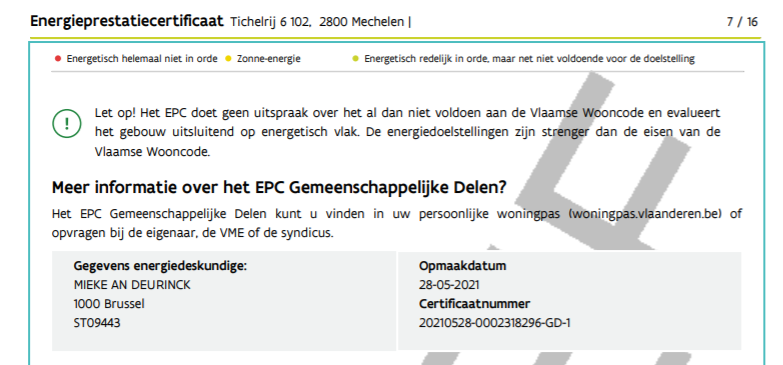 Energieprestatiecertificaat Tichelrij 6 102, 2800 Mechelen | 7 / 16
Energetisch helemaal niet in orde Zonne-energie Energetisch redelijk in orde, maar net niet voldoende voor de doelstelling
Let op! Het EPC doet geen uitspraak over het al dan niet voldoen aan de Vlaamse Wooncode en evalueert
het gebouw uitsluitend op energetisch vlak. De energiedoelstellingen zijn strenger dan de eisen van de
Vlaamse Wooncode.
Meer informatie over het EPC Gemeenschappelijke Delen?
Het EPC Gemeenschappelijke Delen kunt u vinden in uw persoonlijke woningpas (woningpas.vlaanderen.be) of
opvragen bij de eigenaar, de VME of de syndicus.
Gegevens energiedeskundige:
MIEKE AN DEURINCK
1000 Brussel
ST09443
Opmaakdatum
28-05-2021
Certificaatnummer
20210528-0002318296-GD-1